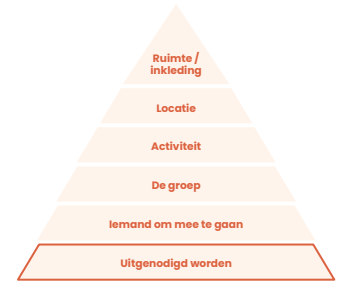 Ruimte /
inkleding
Locatie
Activiteit
De groep
Iemand om mee te gaan
Uitgenodigd worden